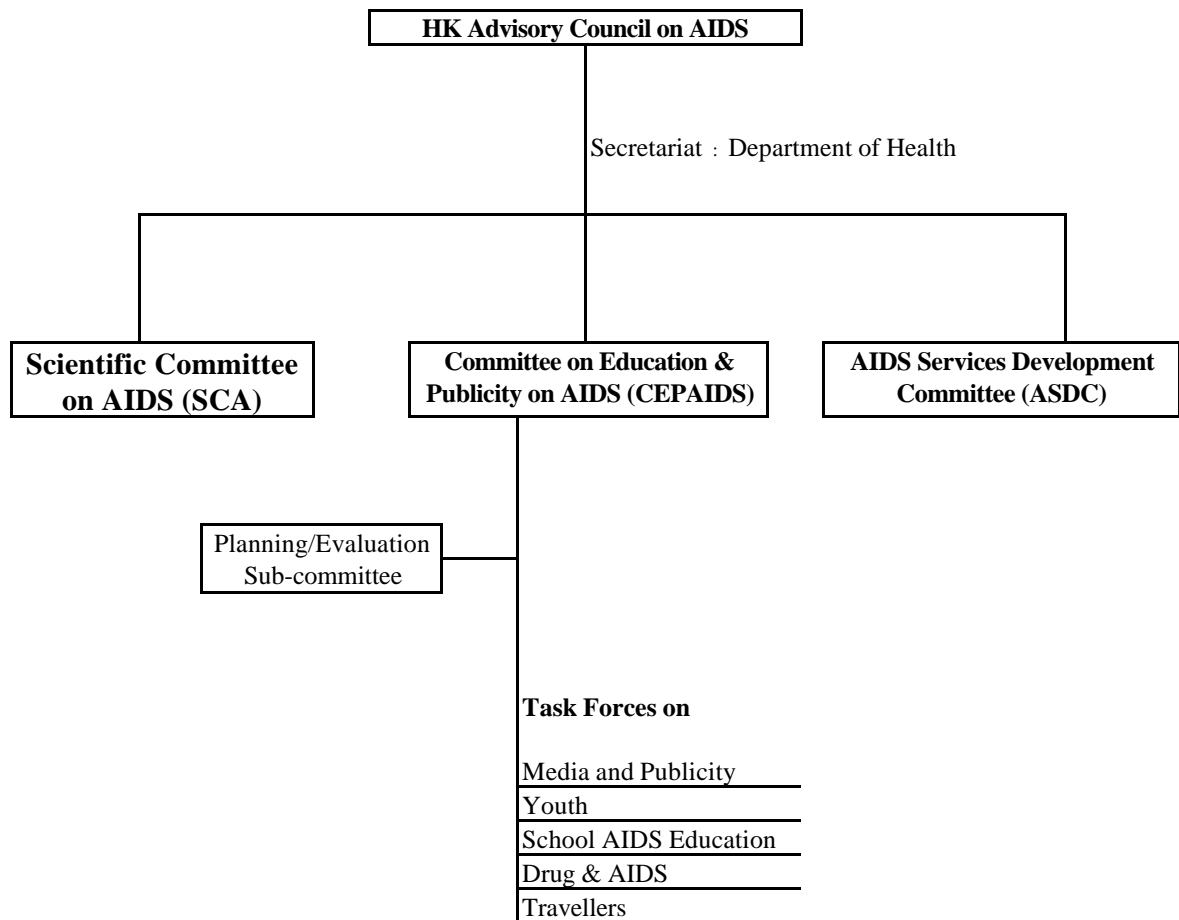 HK Advisory Council on AIDS
Secretariat : Department of Health
Scientific Committee
on AIDS (SCA)
Committee on Education &
Publicity on AIDS (CEPAIDS)
AIDS Services Development
Committee (ASDC)
Planning/Evaluation
Sub-committee
Task Forces on
Media and Publicity
Youth
School AIDS Education
Drug & AIDS
Travellers